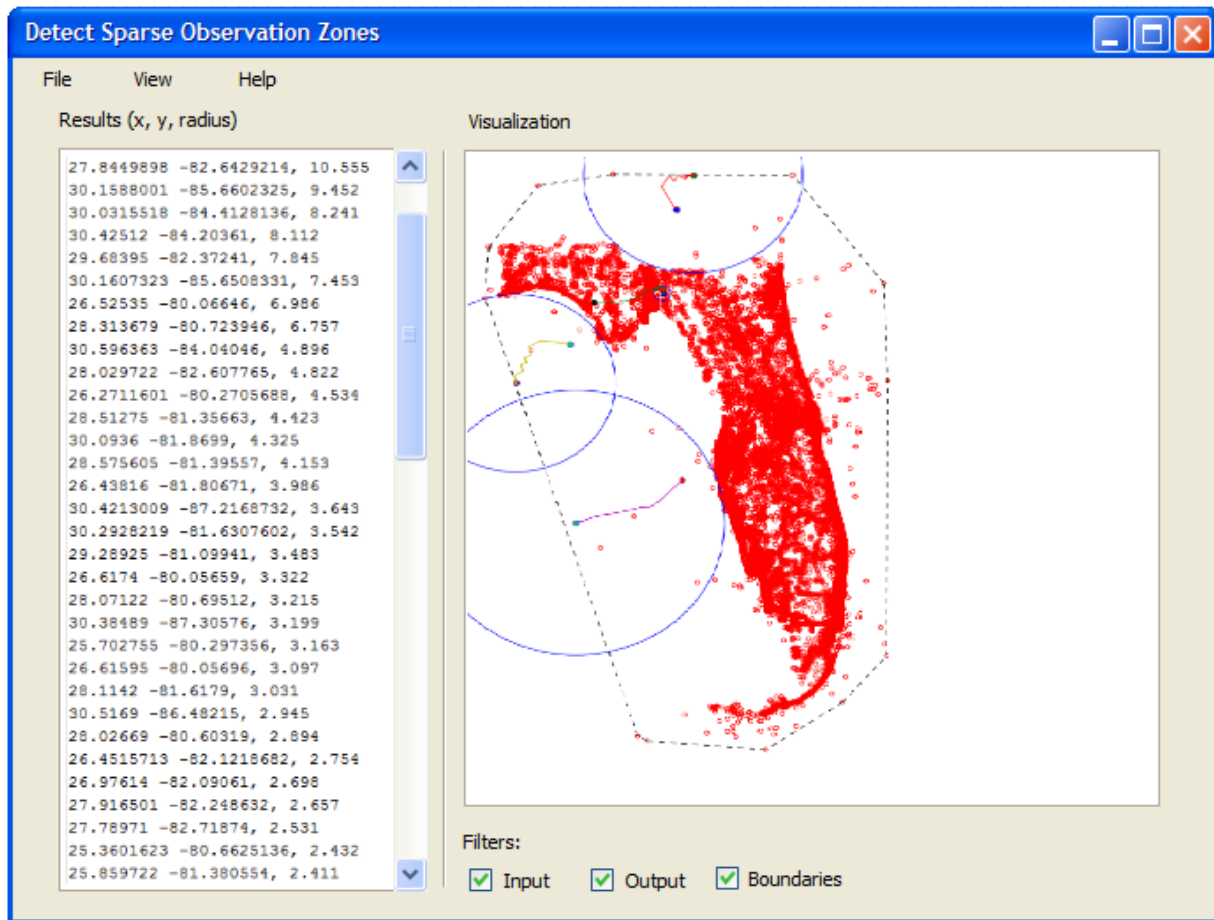 Detect Sparse Observation Zones
File View Help
Results (x, y, radius)
Visualization
27.8449898 -82.6429214, 10.555
30.1588001 -85.6602325, 9.452
30.0315518 -84.4128136, 8.241
30.42512 -84.20361, 8.112
29.68395 -82.37241, 7.845
30.1607323 -85.6508331, 7.453
26.52535 -80.06646, 6.986
28.313679 -80.723946, 6.757
30.596363 -84.04046, 4.896
28.029722 -82.607765, 4.822
26.2711601 -80.2705688, 4.534
28.51275 -81.35663, 4.423
30.0936 -81.8699, 4.325
28.575605 -81.39557, 4.153
26.43816 -81.80671, 3.986
30.4213009 -87.2168732, 3.643
30.2928219 -81.6307602, 3.542
29.28925 -81.09941, 3.483
26.6174 -80.05659, 3.322
28.07122 -80.69512, 3.215
30.38489 -87.30576, 3.199
25.702755 -80.297356, 3.163
26.61595 -80.05696, 3.097
28.1142 -81.6179, 3.031
30.5169 -86.48215, 2.945
28.02669 -80.60319, 2.894
26.4515713 -82.1218682, 2.754
26.97614 -82.09061, 2.698
27.916501 -82.248632, 2.657
27.78971 -82.71874, 2.531
25.3601623 -80.6625136, 2.432
25.859722 -81.380554, 2.411
Filters:
Input Output Boundaries